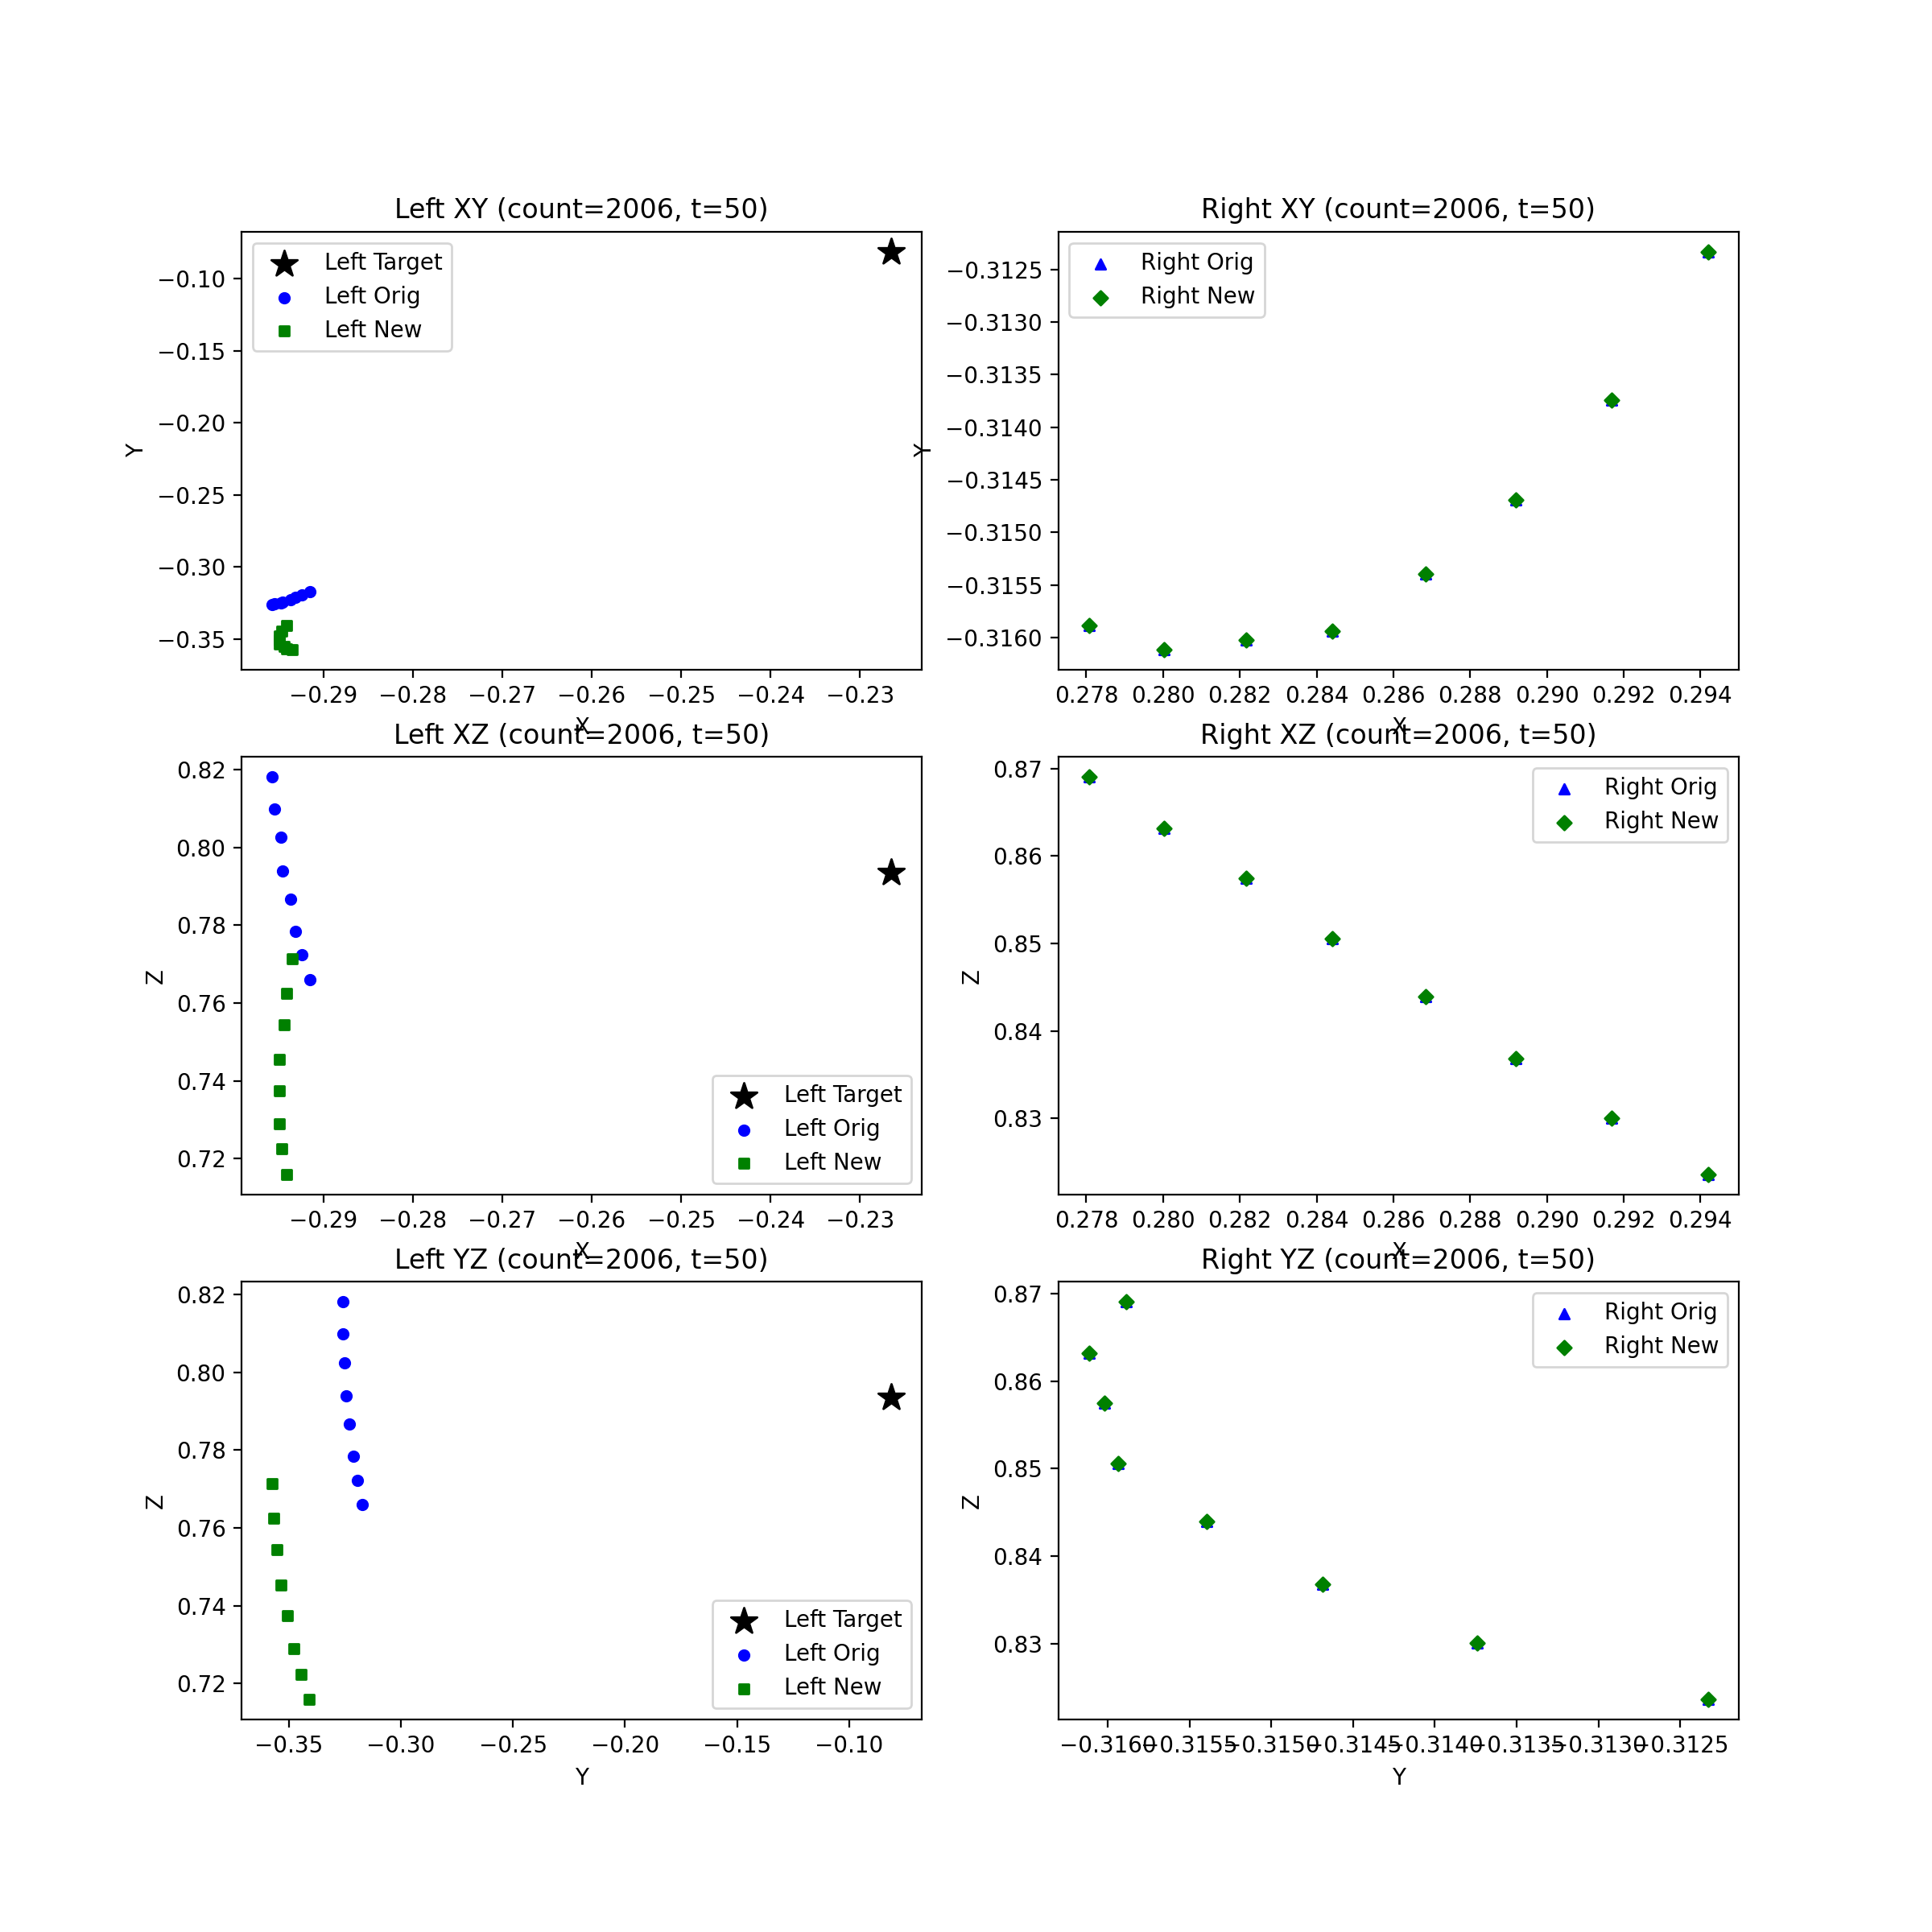 Left XY (count=2006, t=50)
Left Target
Left Orig
Left New
−0.10
−0.15
−0.20
−0.25
−0.30
−0.35
Y
−0.29 −0.28 −0.27 −0.26 −0.25 −0.24 −0.23
X
Right XY (count=2006, t=50)
Right Orig
Right New
−0.3125
−0.3130
−0.3135
−0.3140
−0.3145
−0.3150
−0.3155
−0.3160
Y
0.278 0.280 0.282 0.284 0.286 0.288 0.290 0.292 0.294
X
Left XZ (count=2006, t=50)
0.82
0.80
0.78
0.76
0.74
0.72
Z
Left Target
Left Orig
Left New
−0.29 −0.28 −0.27 −0.26 −0.25 −0.24 −0.23
X
Right XZ (count=2006, t=50)
Right Orig
Right New
0.87
0.86
0.85
0.84
0.83
Z
0.278 0.280 0.282 0.284 0.286 0.288 0.290 0.292 0.294
X
Left YZ (count=2006, t=50)
0.82
0.80
0.78
0.76
0.74
0.72
Z
Left Target
Left Orig
Left New
−0.35 −0.30 −0.25 −0.20 −0.15 −0.10
Y
Right YZ (count=2006, t=50)
Right Orig
Right New
0.87
0.86
0.85
0.84
0.83
Z
−0.3160 −0.3155 −0.3150 −0.3145 −0.3140 −0.3135 −0.3130 −0.3125
Y